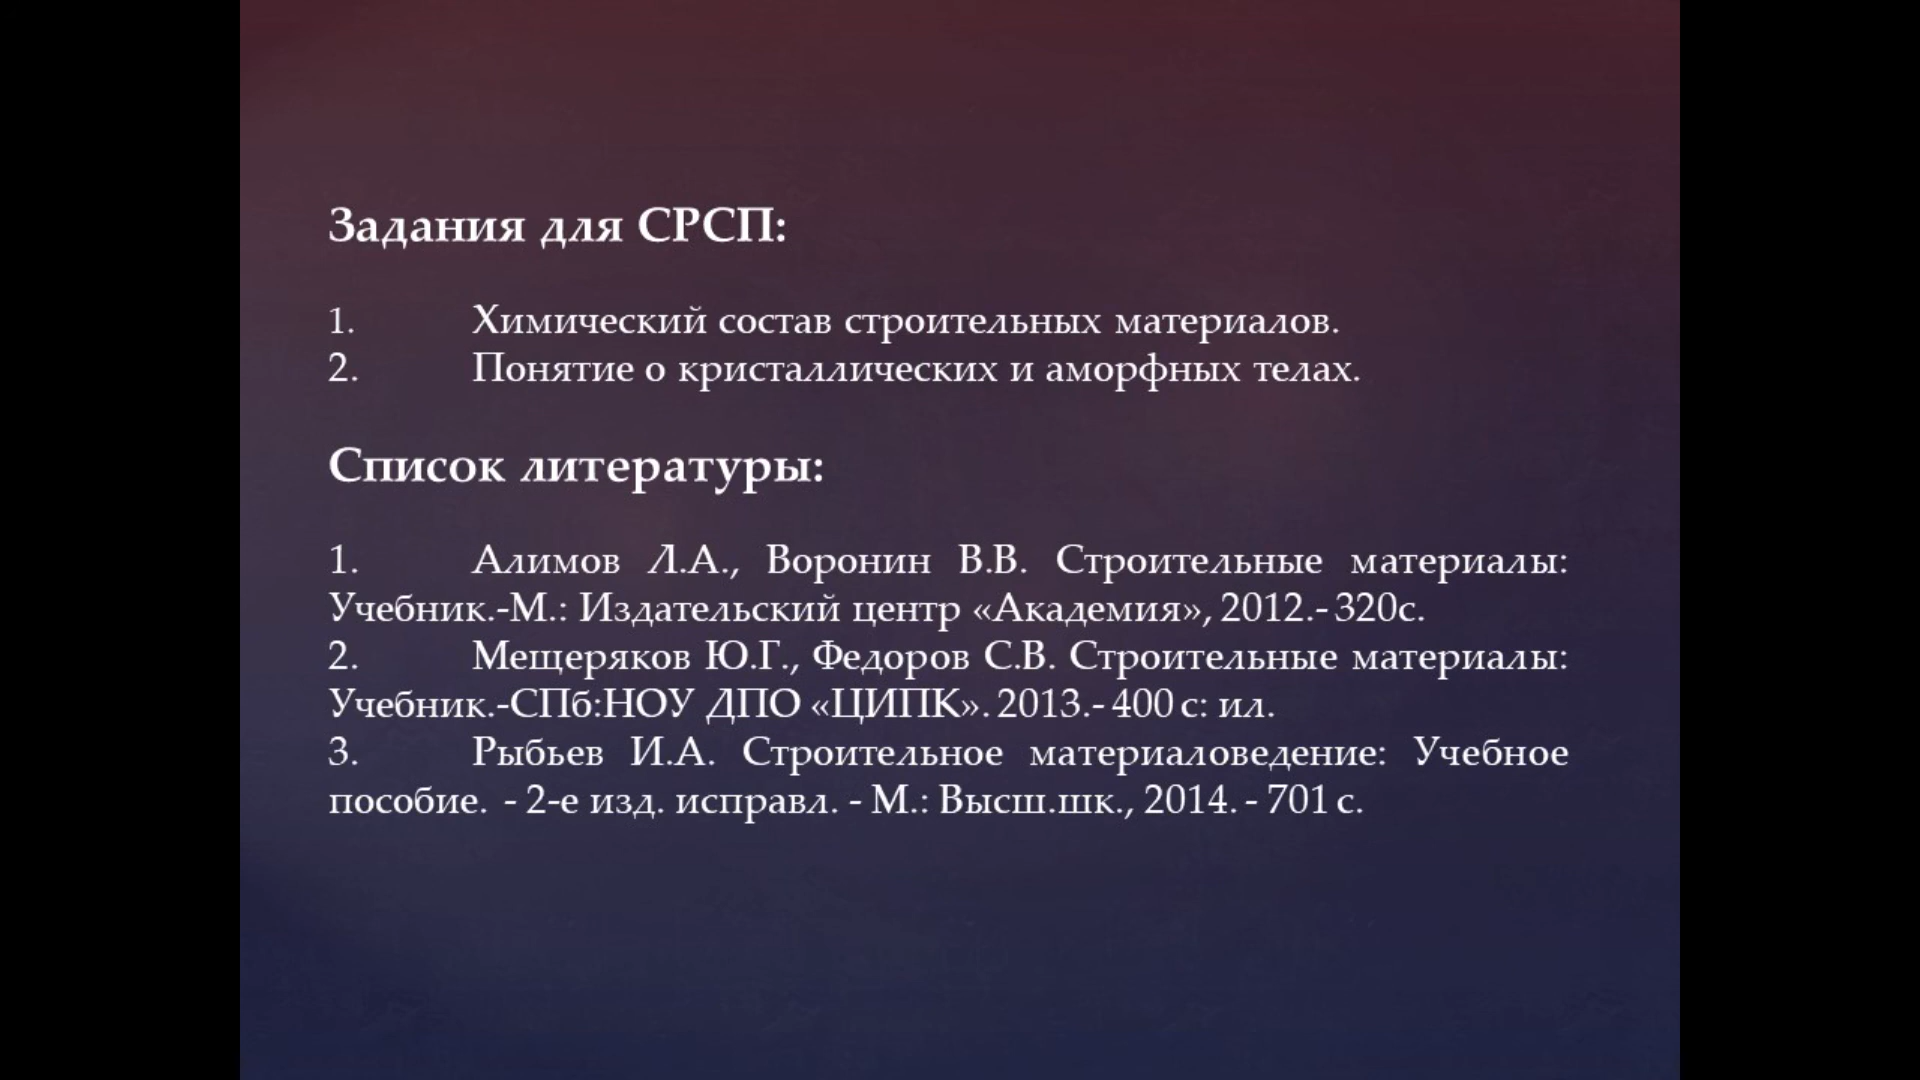 Задания для СРСП:
1. Химический состав строительных материалов.
2. Понятие о кристаллических и аморфных телах.
Список литературы:
1. Алимов Л.А., Воронин В.В. Строительные материалы:
Учебник.-М.: Издательский центр «Академия», 2012.- 320с.
2. Мещеряков Ю.Г., Федоров С.В. Строительные материалы:
Учебник.-СПб:НОУ ДПО «ЦИПК». 2013.- 400 с: ил.
3. Рыбьев И.А. Строительное материаловедение: Учебное
пособие. - 2-е изд. исправл. - М.: Высш.шк., 2014. - 701 с.